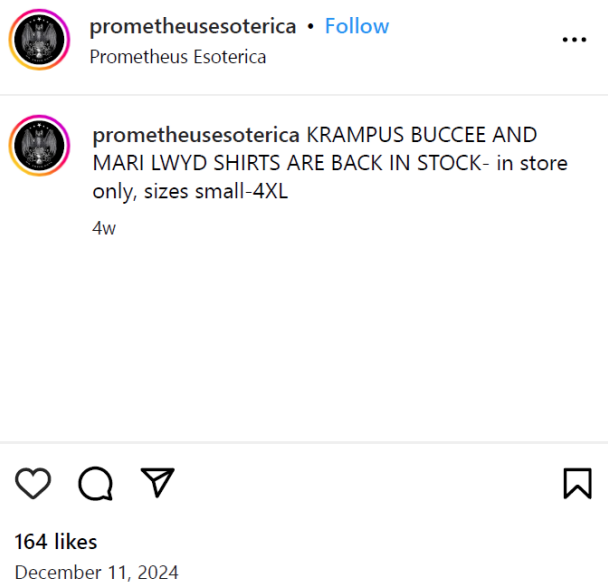 prometheusesoterica • Follow
Prometheus Esoterica
prometheusesoterica KRAMPUS BUCCEE AND
MARI LWYD SHIRTS ARE BACK IN STOCK- in store
only, sizes small-4XL
4w
164 likes
December 11, 2024